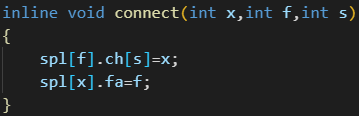 inline void connect(int x,int f,int s)
{
    spl[f].ch[s]=x;
    spl[x].fa=f;
}